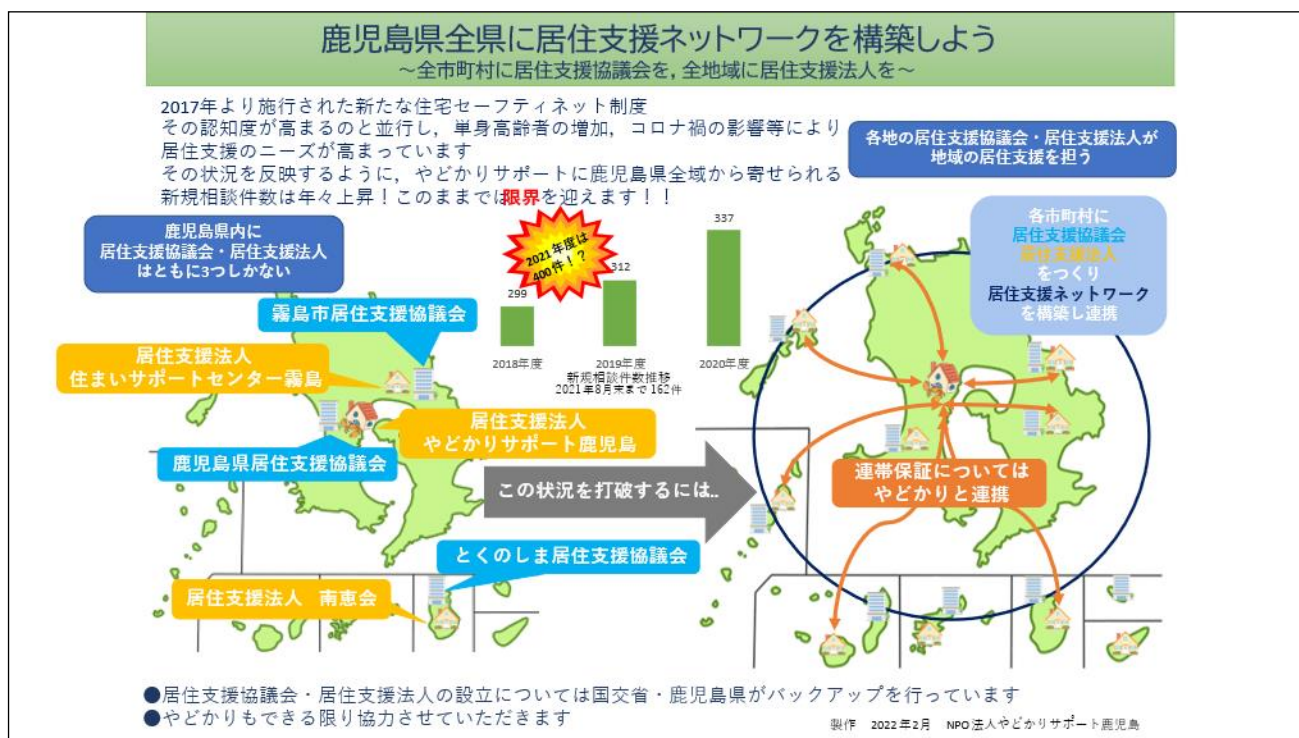 鹿児島県全県に居住支援ネットワークを構築しよう
～全市町村に居住支援協議会を，全地域に居住支援法人を～
2017年より施行された新たな住宅セーフティネット制度
その認知度が高まるのと並行し，単身高齢者の増加，コロナ禍の影響等により
居住支援のニーズが高まっています
その状況を反映するように，やどかりサポートに鹿児島県全域から寄せられる
新規相談件数は年々上昇！このままでは限界を迎えます！！
各地の居住支援協議会・居住支援法人が
地域の居住支援を担う
鹿児島県内に
居住支援協議会・居住支援法人
はともに3つしかない
2021年度は
400件！？
299
312
337
2018年度
2019年度
2020年度
新規相談件数推移
2021年8月末まで162件
霧島市居住支援協議会
居住支援法人
住まいサポートセンター霧島
居住支援法人
やどかりサポート鹿児島
鹿児島県居住支援協議会
とくのしま居住支援協議会
居住支援法人　南恵会
この状況を打破するには..
各市町村に
居住支援協議会
居住支援法人
をつくり
居住支援ネットワーク
を構築し連携
連帯保証については
やどかりと連携
●居住支援協議会・居住支援法人の設立については国交省・鹿児島県がバックアップを行っています
●やどかりもできる限り協力させていただきます
製作　2022年2月　NPO法人やどかりサポート鹿児島